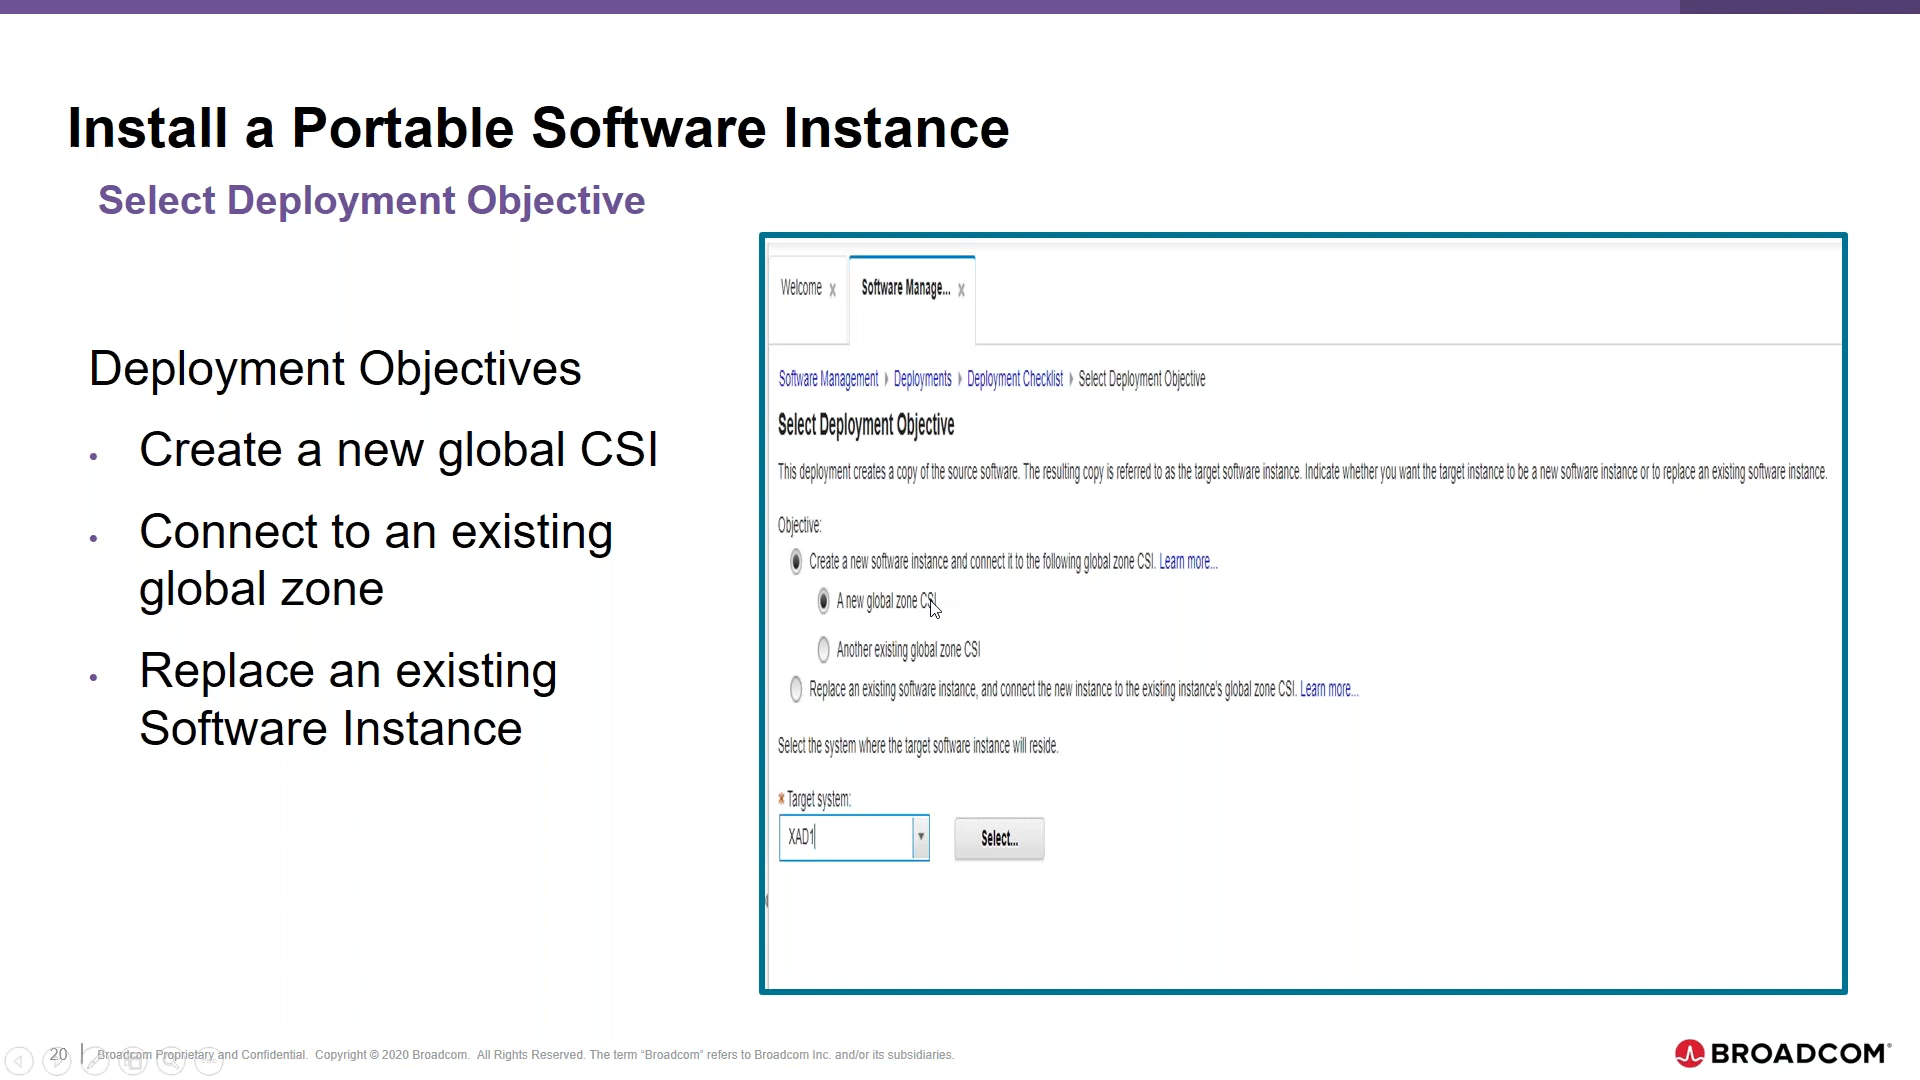 Install a Portable Software Instance
Select Deployment Objective
Deployment Objectives
• Create a new global CSI
• Connect to an existing
global zone
• Replace an existing
Software Instance
Welcome x
Software Manage... x
Software Management Deployments Deployment Checklist Select Deployment Objective
Select Deployment Objective
This deployment creates a copy of the source software. The resulting copy is referred to as the target software instance. Indicate whether you want the target instance to be a new software instance or to replace an existing software instance.
Objective:
Create a new software instance and connect it to the following global zone CSI. Learn more...
A new global zone CSI
Another existing global zone CSI
Replace an existing software instance, and connect the new instance to the existing instance's global zone CSI. Learn more...
Select the system where the target software instance will reside.
* Target system:
XAD1
Select...
20
Broadcom Proprietary and Confidential. Copyright © 2020 Broadcom. All Rights Reserved. The term “Broadcom” refers to Broadcom Inc. and/or its subsidiaries.
BROADCOM®